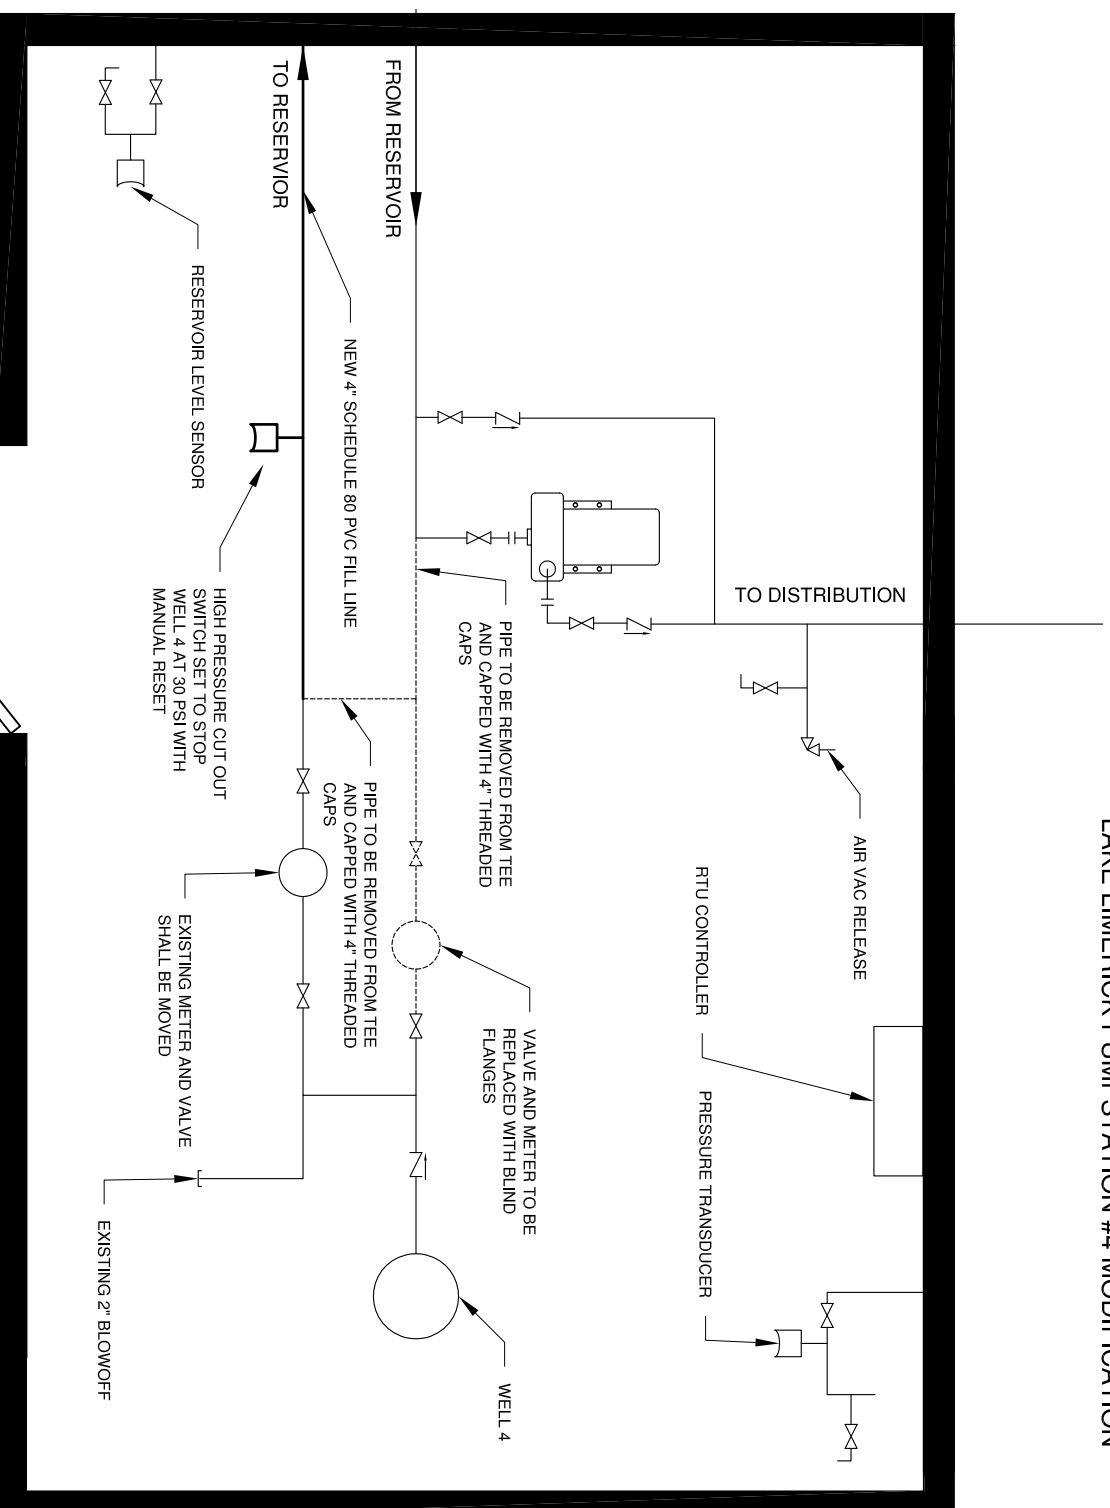 LAKE LIMERICK PUMP STATION #4 MODIFICATION
TO DISTRIBUTION
AIR VAC RELEASE
RTU CONTROLLER
PRESSURE TRANSDUCER
PIPE TO BE REMOVED FROM TEE
AND CAPPED WITH 4" THREADED
CAPS
VALVE AND METER TO BE
REPLACED WITH BLIND
FLANGES
WELL 4
FROM RESERVOIR
NEW 4" SCHEDULE 80 PVC FILL LINE
PIPE TO BE REMOVED FROM TEE
AND CAPPED WITH 4" THREADED
CAPS
TO RESERVIOR
RESERVOIR LEVEL SENSOR
HIGH PRESSURE CUT OUT
SWITCH SET TO STOP
WELL 4 AT 30 PSI WITH
MANUAL RESET
EXISTING METER AND VALVE
SHALL BE MOVED
EXISTING 2" BLOWOFF